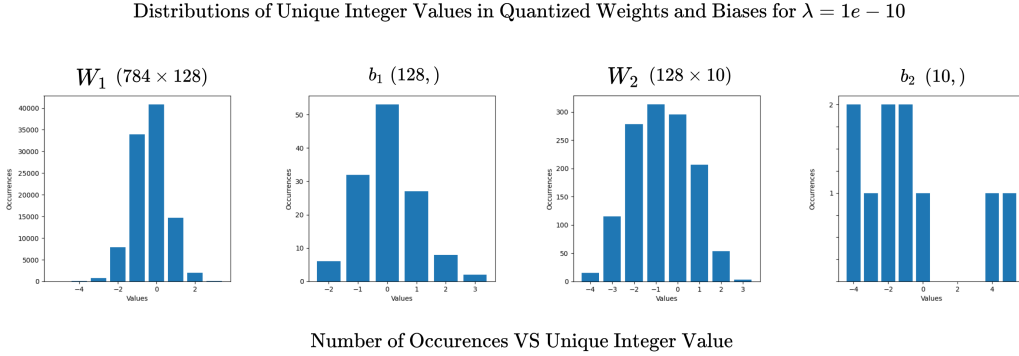 Distributions of Unique Integer Values in Quantized Weights and Biases for λ = 1e − 10
W₁ (784 × 128)
40000
35000
30000
25000
20000
15000
10000
5000
0
Occurrences
−4 −2 0 2
Values
b₁ (128, )
50
40
30
20
10
0
Occurrences
−2 −1 0 1 2 3
Values
W₂ (128 × 10)
300
250
200
150
100
50
0
Occurrences
−4 −3 −2 −1 0 1 2 3
Values
b₂ (10, )
2
1
Occurrences
−4 −2 0 2 4
Values
Number of Occurences VS Unique Integer Value